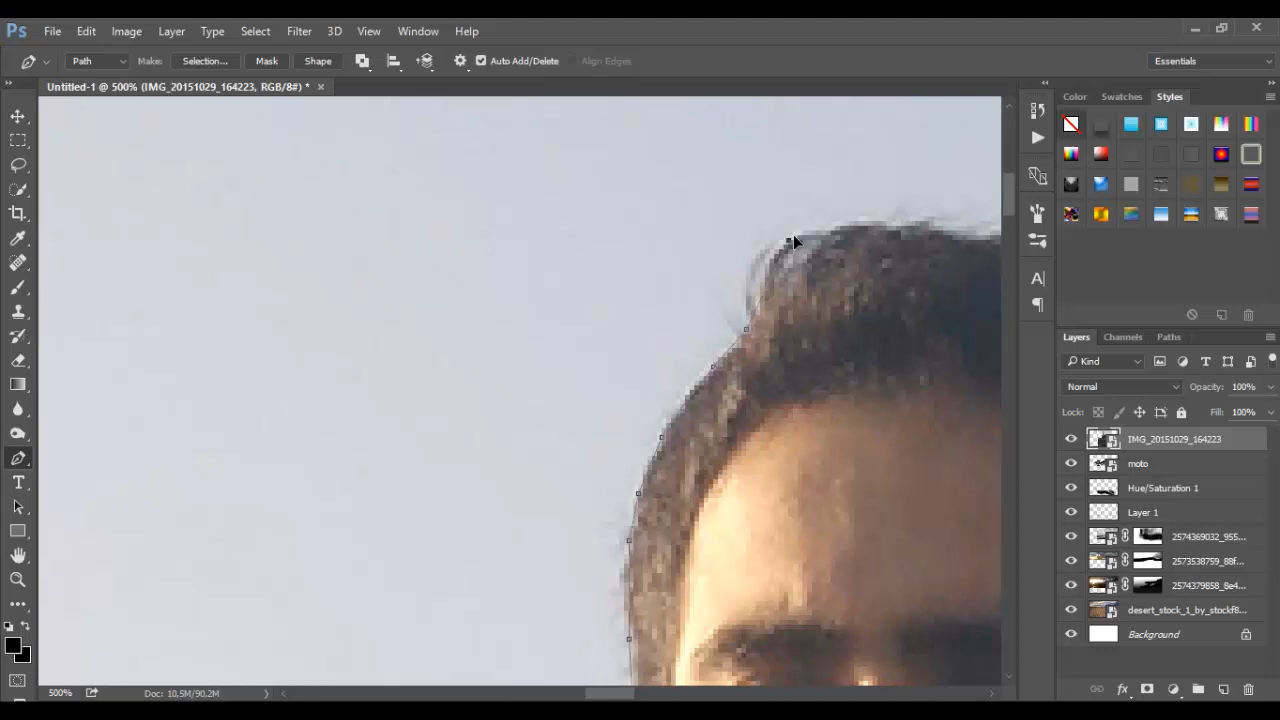 Ps File Edit Image Layer Type Select Filter 3D View Window Help
Path Make: Selection... Mask Shape Auto Add/Delete Align Edges Essentials
Untitled-1 @ 500% (IMG_20151029_164223, RGB/8#) * ×
Color Swatches Styles
Layers Channels Paths
Kind
Normal Opacity: 100%
Lock: Fill: 100%
IMG_20151029_164223
moto
Hue/Saturation 1
Layer 1
2574369032_955...
2573538759_88f...
2574379858_8e4...
desert_stock_1_by_stockf8...
Background
500% Doc: 10,5M/90,2M